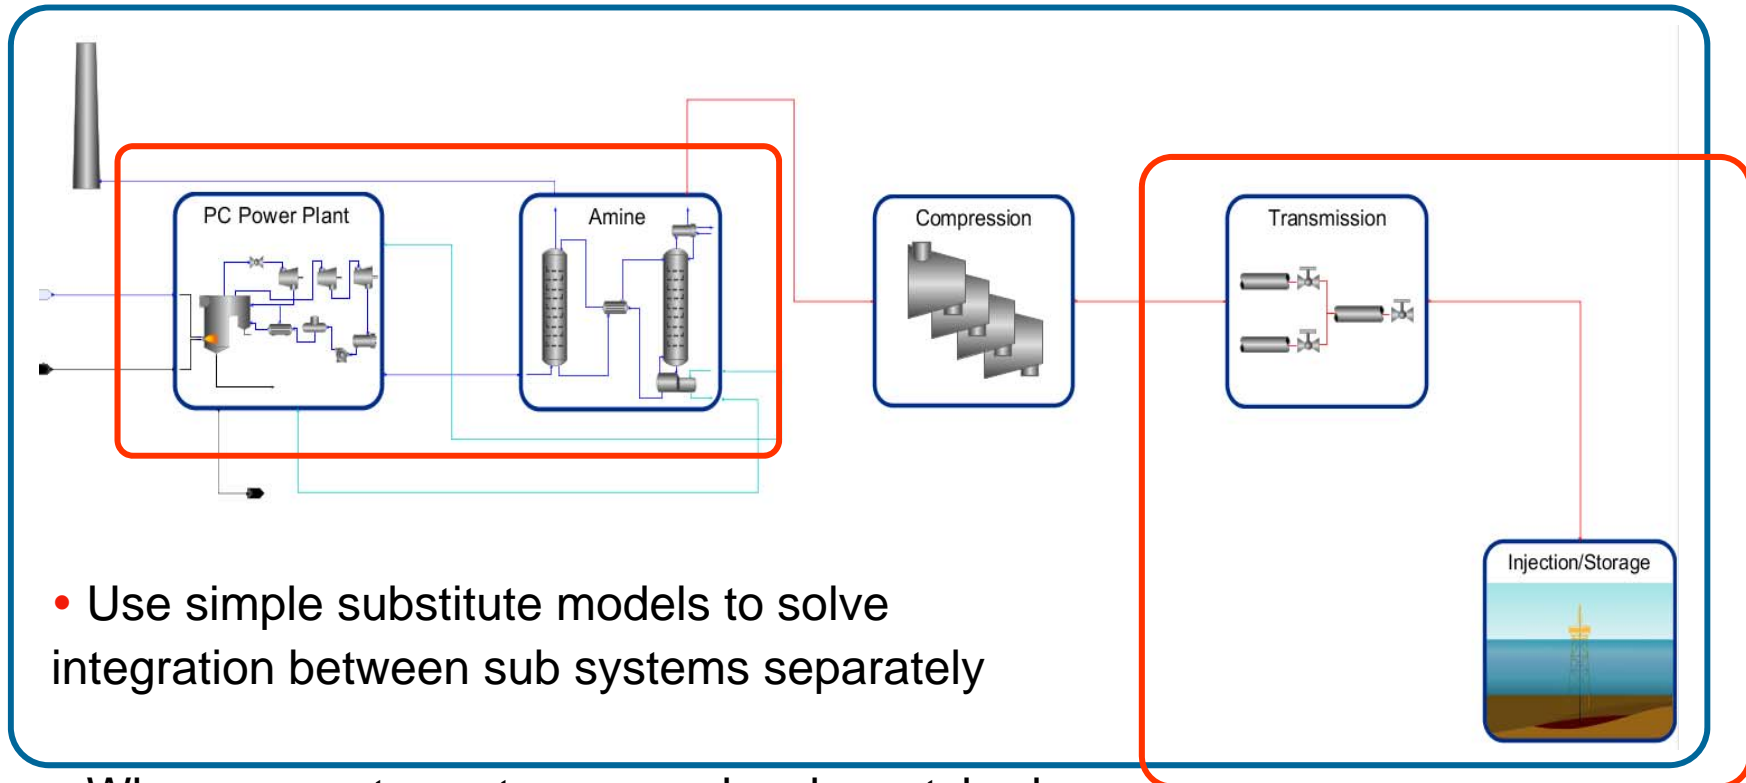 PC Power Plant
Amine
Compression
Transmission
Injection/Storage
• Use simple substitute models to solve
integration between sub systems separately